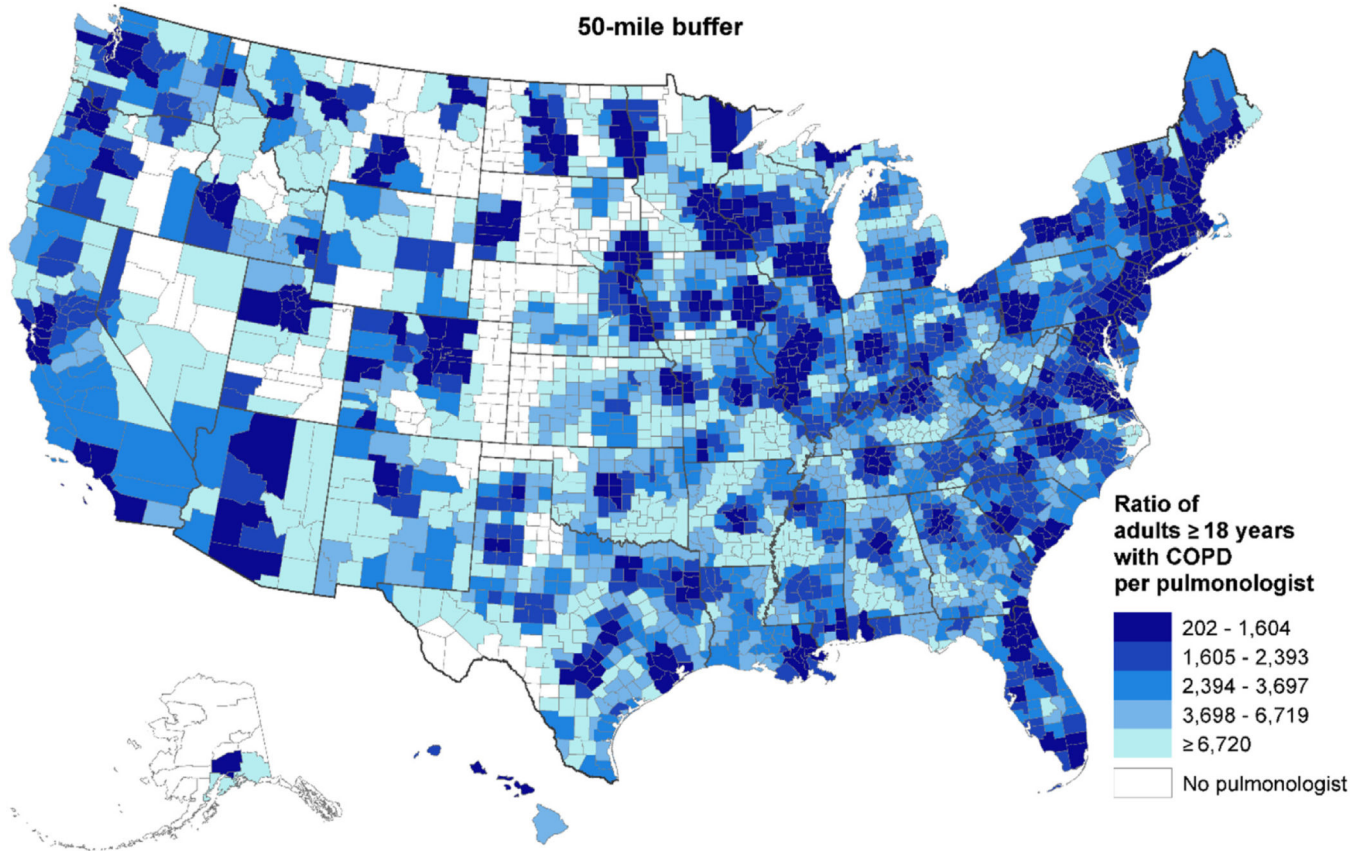 50-mile buffer
Ratio of
adults ≥ 18 years
with COPD
per pulmonologist
202 - 1,604
1,605 - 2,393
2,394 - 3,697
3,698 - 6,719
≥ 6,720
No pulmonologist